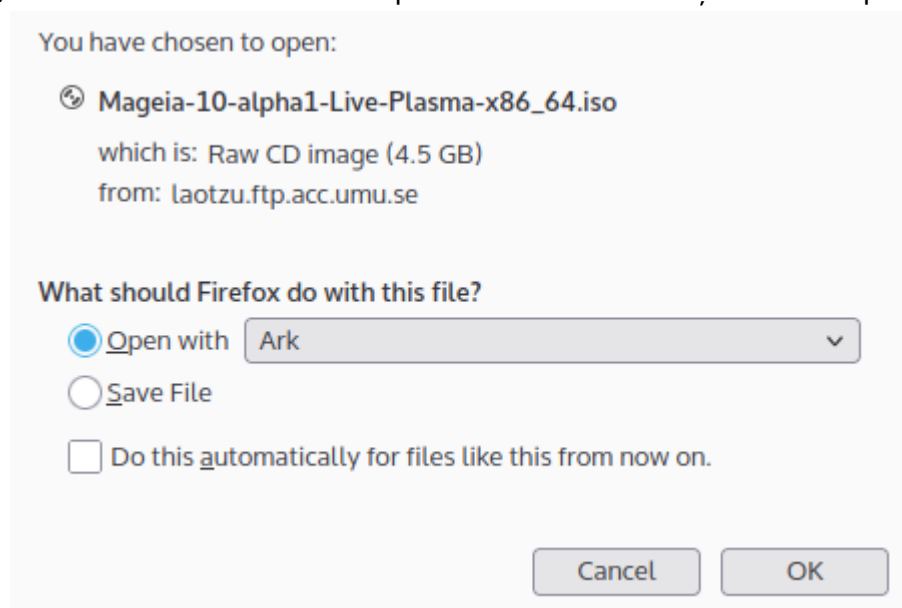 You have chosen to open:
Mageia-10-alpha1-Live-Plasma-x86_64.iso
which is: Raw CD image (4.5 GB)
from: laotzu.ftp.acc.umu.se
What should Firefox do with this file?
Open with Ark
Save File
Do this automatically for files like this from now on.
Cancel OK